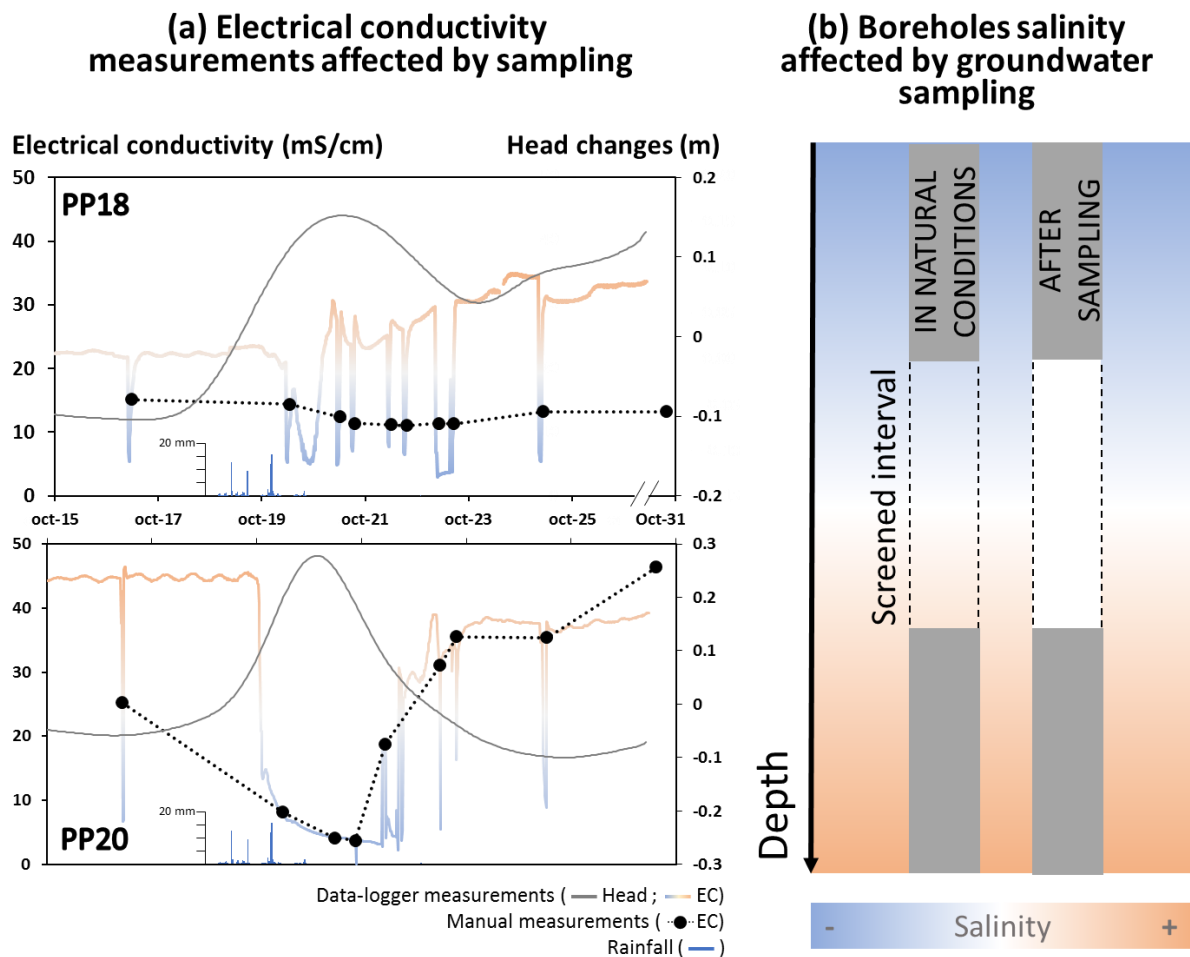 (a) Electrical conductivity
measurements affected by sampling
Electrical conductivity (mS/cm)
Head changes (m)
50
40
30
20
10
0
PP18
20 mm
0.2
0.1
0
-0.1
-0.2
oct-15
oct-17
oct-19
oct-21
oct-23
oct-25
Oct-31
50
40
30
20
10
0
PP20
20 mm
0.3
0.2
0.1
0
-0.1
-0.2
-0.3
Data-logger measurements ( Head ; EC)
Manual measurements ( EC)
Rainfall ( )
(b) Boreholes salinity
affected by groundwater
sampling
IN NATURAL
CONDITIONS
AFTER
SAMPLING
Screened interval
Depth
- Salinity +